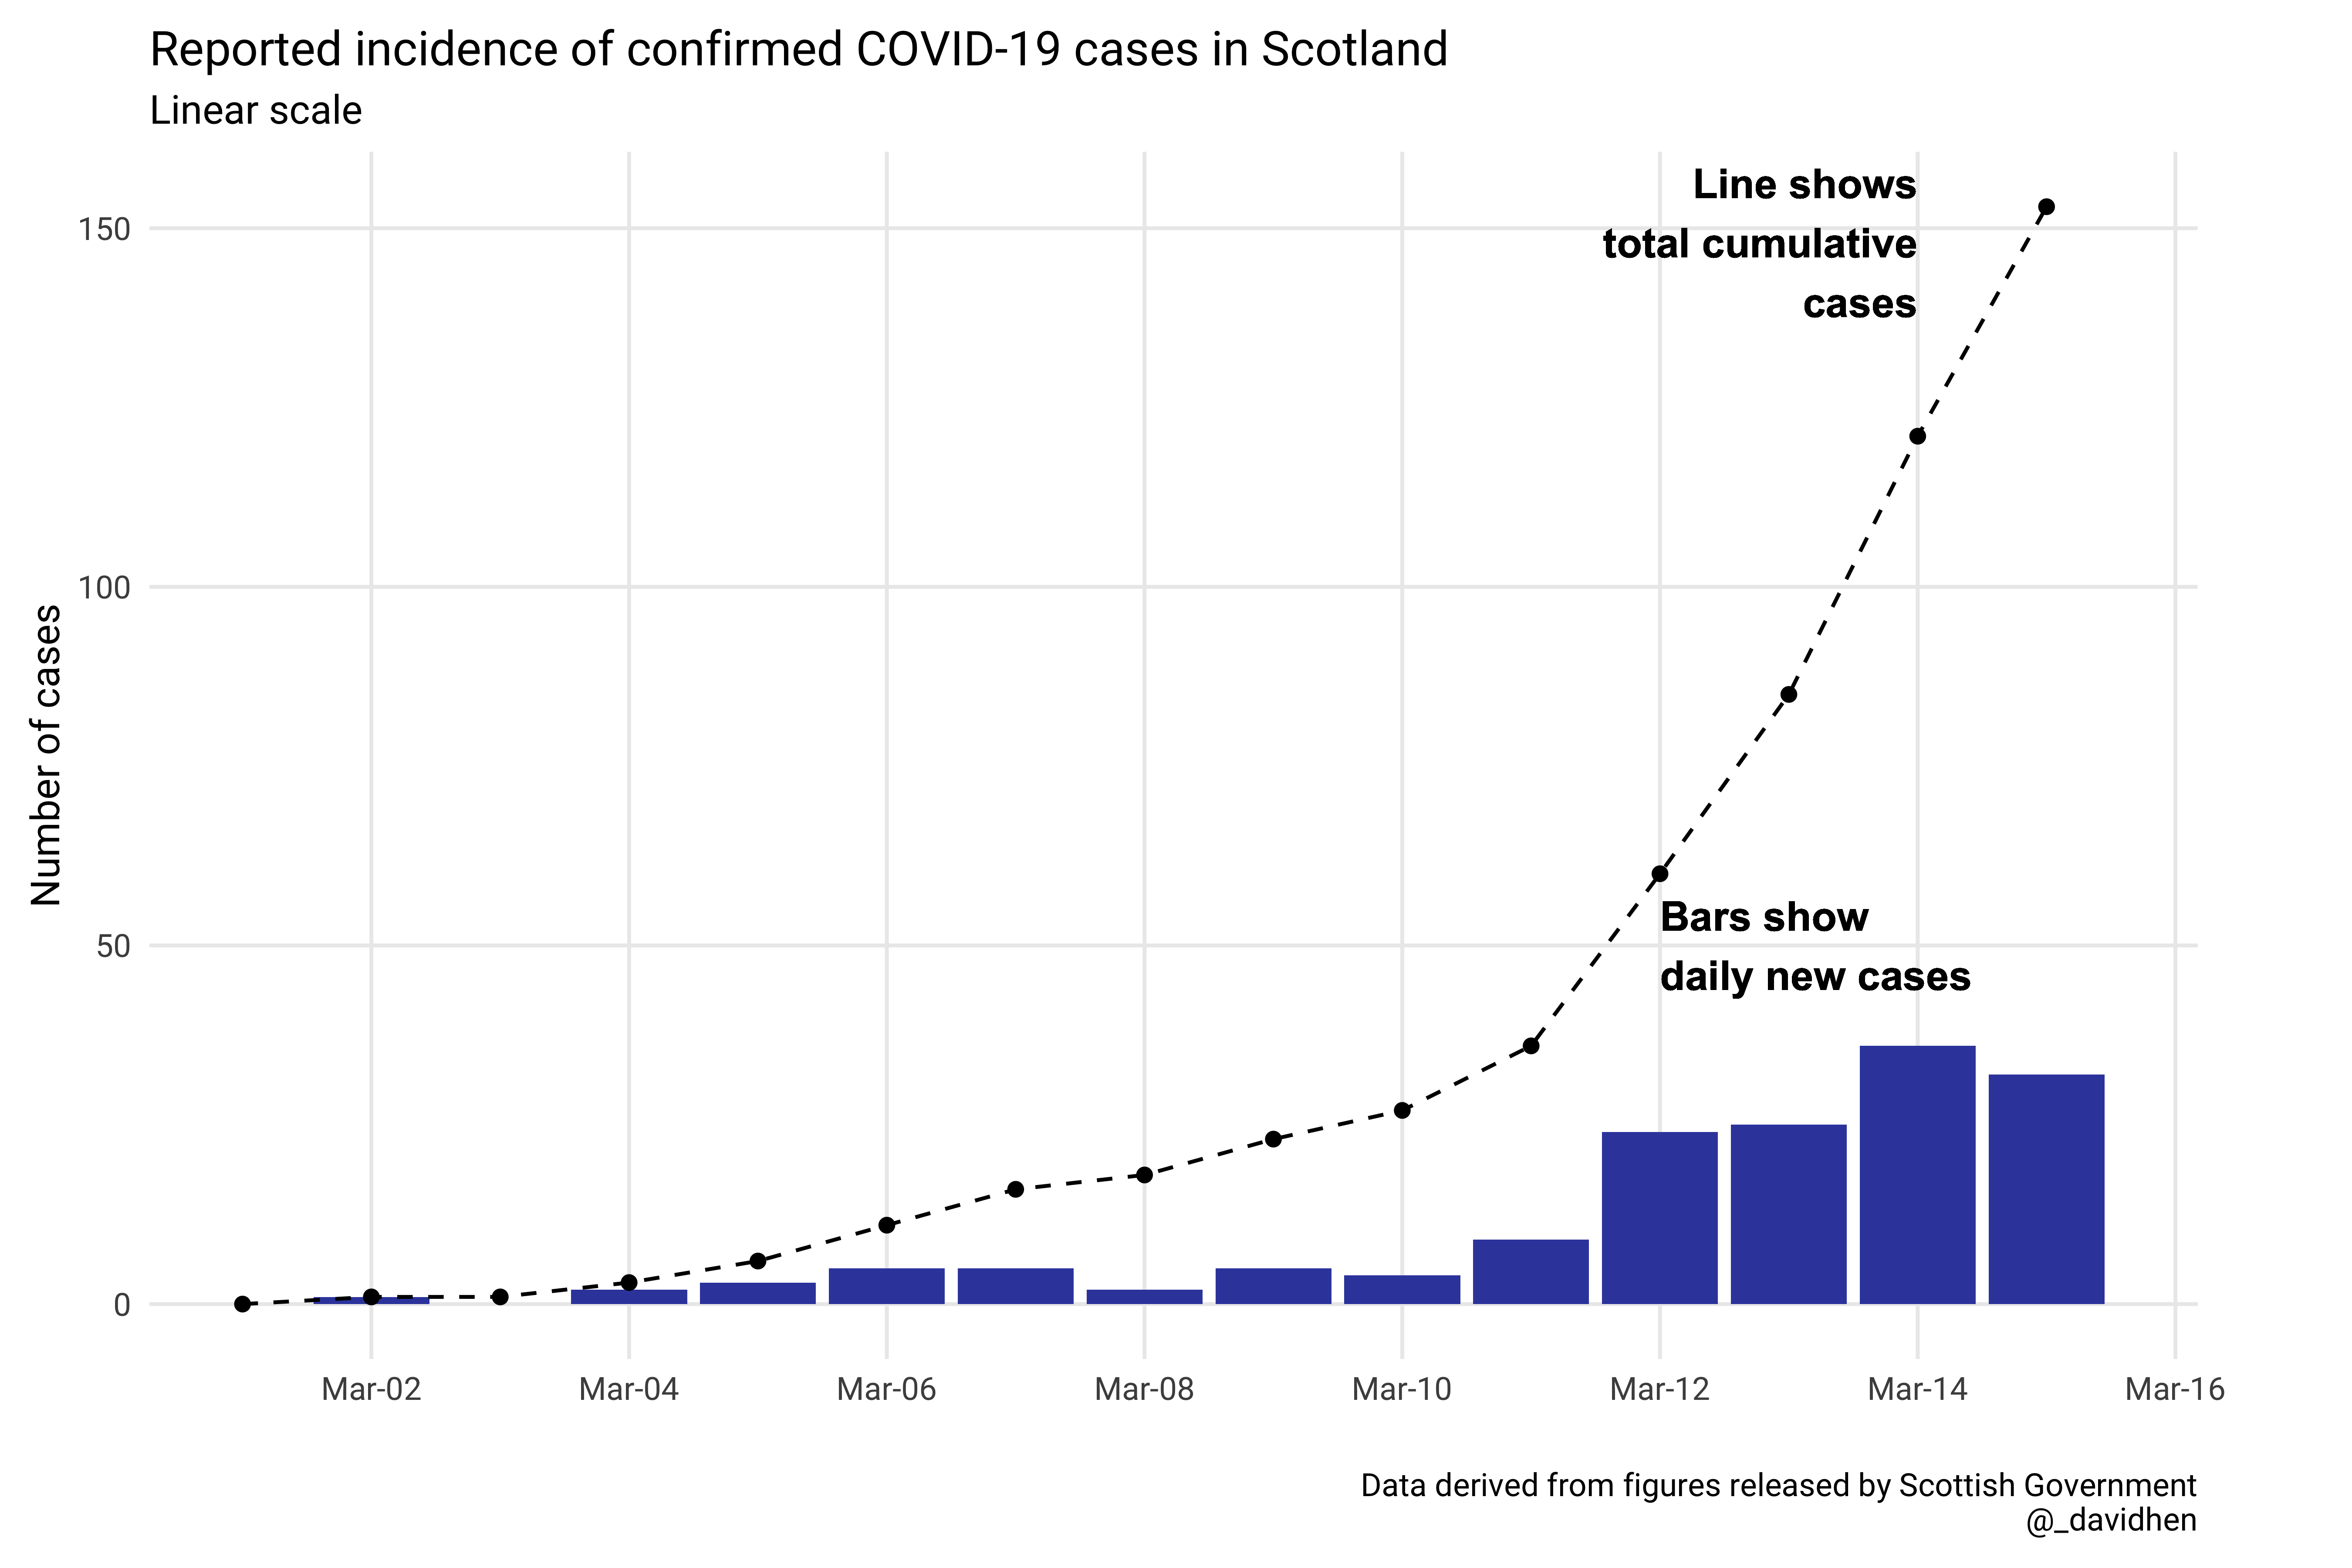 Reported incidence of confirmed COVID-19 cases in Scotland
Linear scale
Line shows
total cumulative
cases
Bars show
daily new cases
Number of cases
150
100
50
0
Mar-02 Mar-04 Mar-06 Mar-08 Mar-10 Mar-12 Mar-14 Mar-16
Data derived from figures released by Scottish Government
@_davidhen